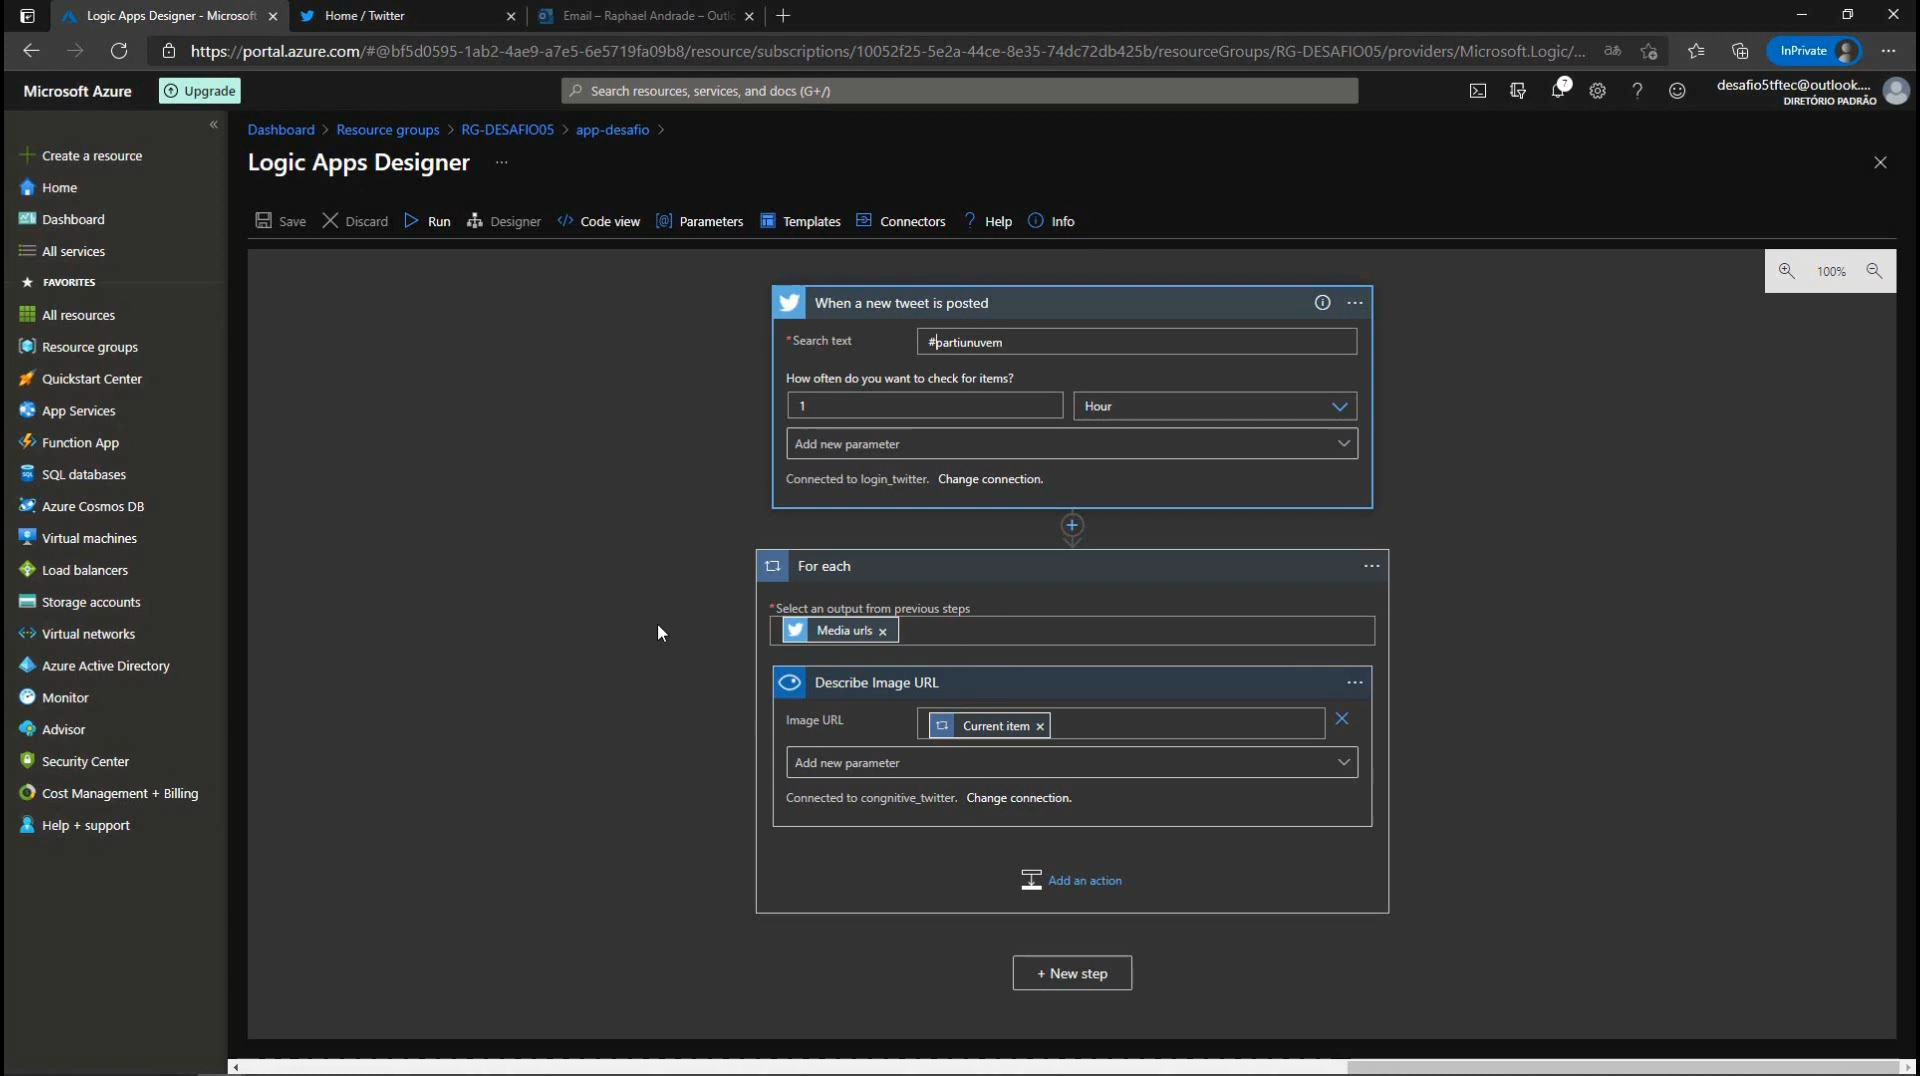 Logic Apps Designer - Microsoft
Home / Twitter
Email – Raphael Andrade – Outlo
https://portal.azure.com/#@bf5d0595-1ab2-4ae9-a7e5-6e5719fa09b8/resource/subscriptions/10052f25-5e2a-44ce-8e35-74dc72db425b/resourceGroups/RG-DESAFIO05/providers/Microsoft.Logic/...
InPrivate
Microsoft Azure
Upgrade
Search resources, services, and docs (G+/)
7
desafio5tftec@outlook....
DIRETÓRIO PADRÃO
Dashboard > Resource groups > RG-DESAFIO05 > app-desafio >
Logic Apps Designer ...
Save Discard Run Designer Code view Parameters Templates Connectors Help Info
Create a resource
Home
Dashboard
All services
FAVORITES
All resources
Resource groups
Quickstart Center
App Services
Function App
SQL databases
Azure Cosmos DB
Virtual machines
Load balancers
Storage accounts
Virtual networks
Azure Active Directory
Monitor
Advisor
Security Center
Cost Management + Billing
Help + support
100%
When a new tweet is posted
*Search text
#partiunuvem
How often do you want to check for items?
1
Hour
Add new parameter
Connected to login_twitter. Change connection.
For each
*Select an output from previous steps
Media urls
Describe Image URL
Image URL
Current item
Add new parameter
Connected to congnitive_twitter. Change connection.
Add an action
+ New step